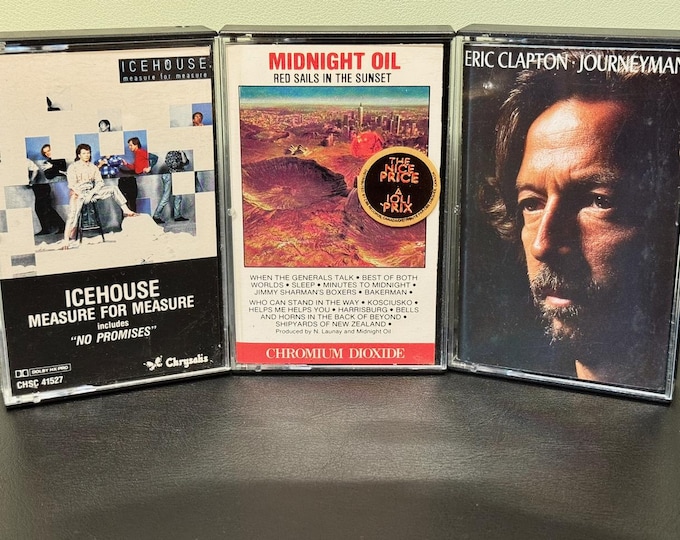 ICEHOUSE
measure for measure
ICEHOUSE
MEASURE FOR MEASURE
includes
"NO PROMISES"
Chrysalis
DOLBY HX PRO
CHSC 41527
MIDNIGHT OIL
RED SAILS IN THE SUNSET
THE
NICE
PRICE
A
JOLI
PRIX
WHEN THE GENERALS TALK • BEST OF BOTH
WORLDS • SLEEP • MINUTES TO MIDNIGHT •
JIMMY SHARMAN'S BOXERS • BAKERMAN •
WHO CAN STAND IN THE WAY • KOSCIUSKO •
HELPS ME HELPS YOU • HARRISBURG • BELLS
AND HORNS IN THE BACK OF BEYOND •
SHIPYARDS OF NEW ZEALAND •
Produced by N. Launay and Midnight Oil
CHROMIUM DIOXIDE
ERIC CLAPTON · JOURNEYMAN